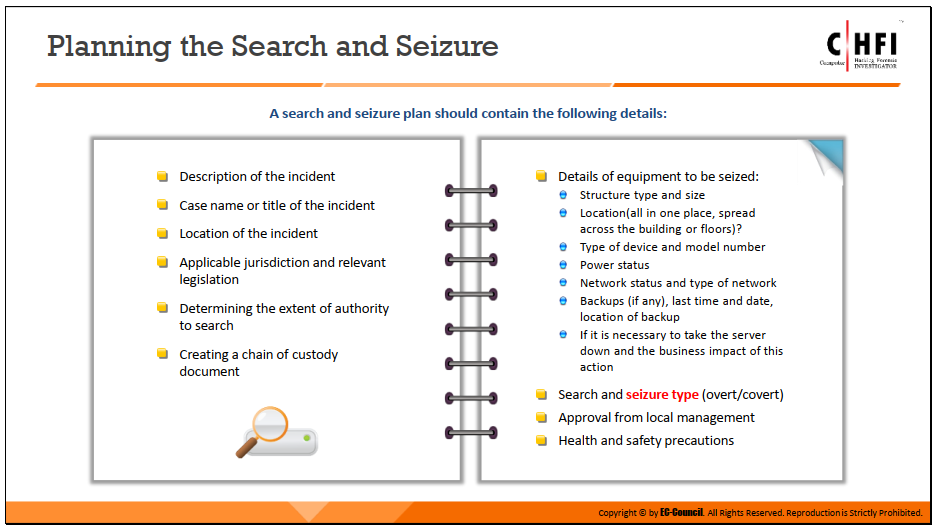 Planning the Search and Seizure
C HFI
Computer Hacking Forensic
INVESTIGATOR
A search and seizure plan should contain the following details:
Description of the incident
Case name or title of the incident
Location of the incident
Applicable jurisdiction and relevant
legislation
Determining the extent of authority
to search
Creating a chain of custody
document
Details of equipment to be seized:
Structure type and size
Location(all in one place, spread
across the building or floors)?
Type of device and model number
Power status
Network status and type of network
Backups (if any), last time and date,
location of backup
If it is necessary to take the server
down and the business impact of this
action
Search and seizure type (overt/covert)
Approval from local management
Health and safety precautions
Copyright © by EC-Council. All Rights Reserved. Reproduction is Strictly Prohibited.